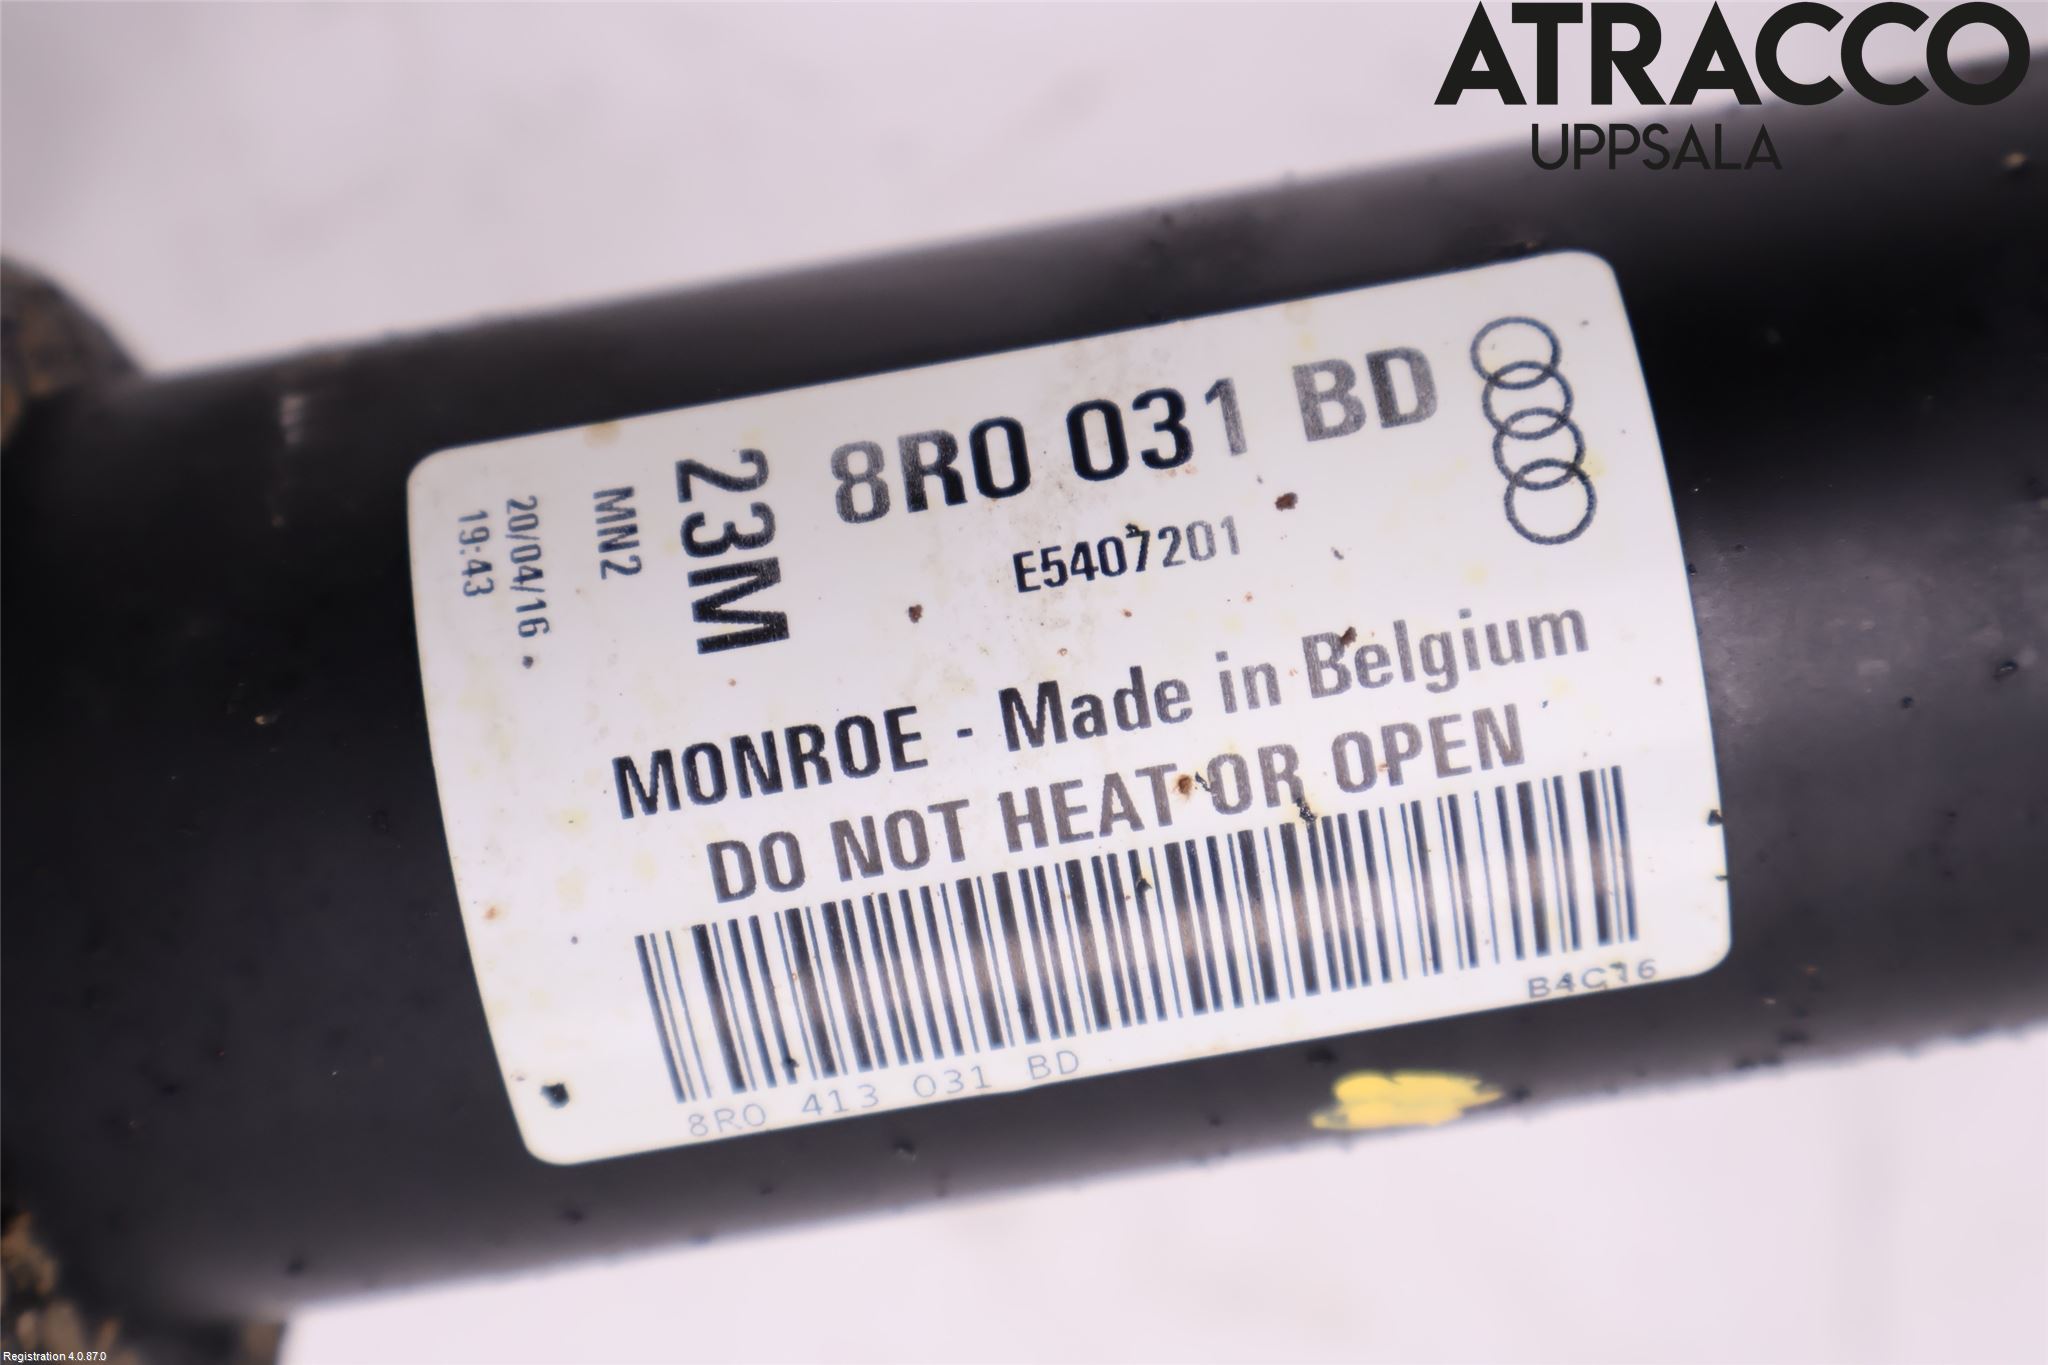 ATRACCO
UPPSALA
8R0 031 BD
23M
MN2
20/04/16
19:43
E5407201
MONROE - Made in Belgium
DO NOT HEAT OR OPEN
8R0 413 031 BD
B4C76
Registration 4.0.87.0